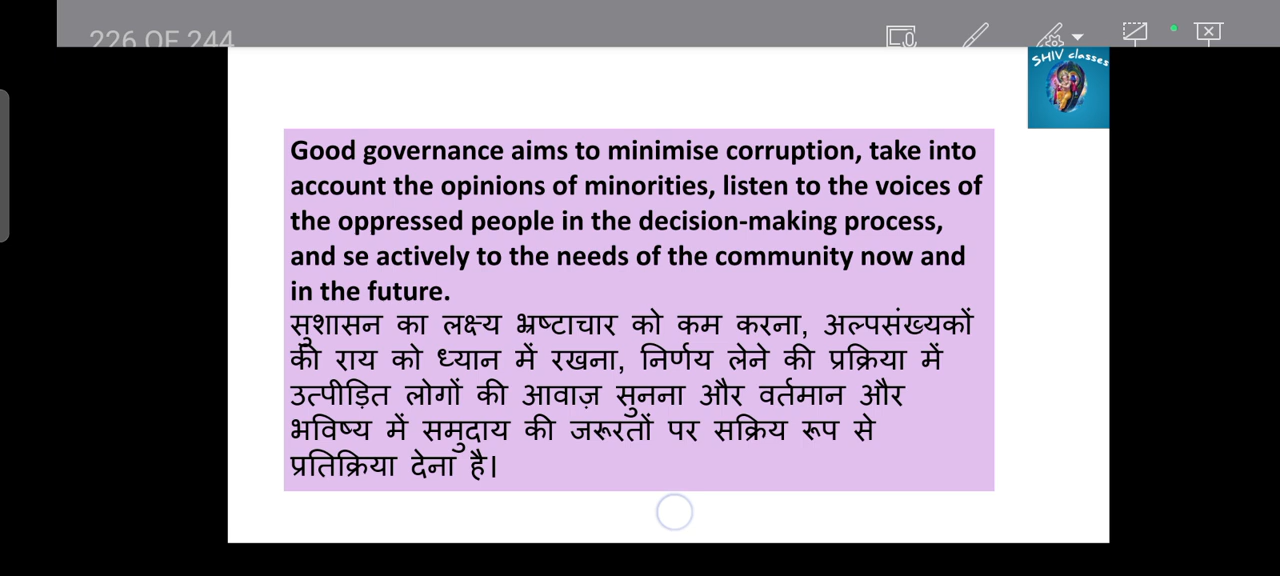 226 OF 244
SHIV classes
Good governance aims to minimise corruption, take into
account the opinions of minorities, listen to the voices of
the oppressed people in the decision-making process,
and se actively to the needs of the community now and
in the future.
सुशासन का लक्ष्य भ्रष्टाचार को कम करना, अल्पसंख्यकों
की राय को ध्यान में रखना, निर्णय लेने की प्रक्रिया में
उत्पीड़ित लोगों की आवाज़ सुनना और वर्तमान और
भविष्य में समुदाय की जरूरतों पर सक्रिय रूप से
प्रतिक्रिया देना है।